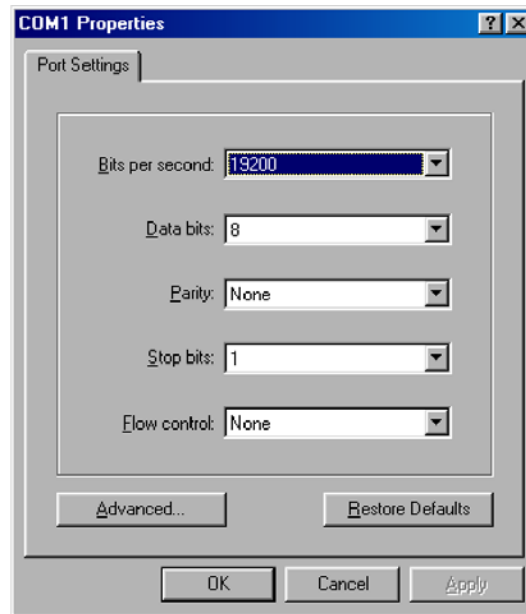 COM1 Properties
Port Settings
Bits per second: 19200
Data bits: 8
Parity: None
Stop bits: 1
Flow control: None
Advanced... Restore Defaults
OK Cancel Apply